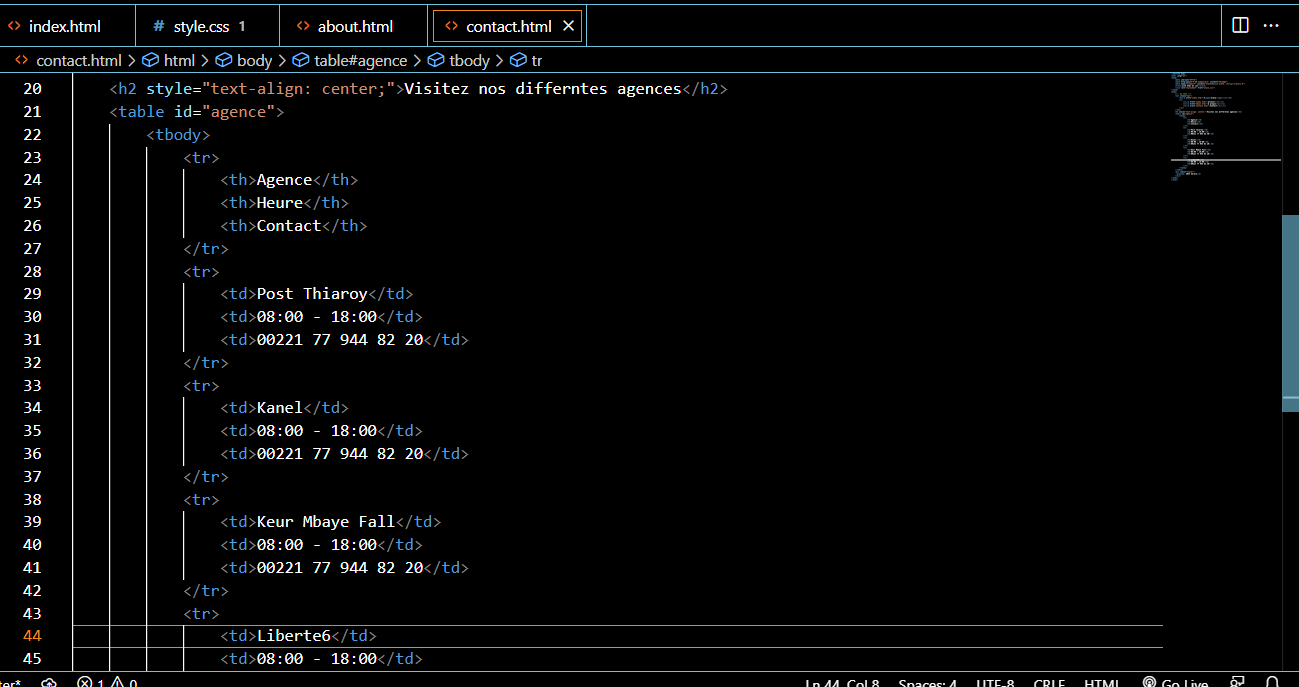 index.html # style.css 1 about.html contact.html
contact.html > html > body > table#agence > tbody > tr
20 <h2 style="text-align: center;">Visitez nos differntes agences</h2>
21 <table id="agence">
22 <tbody>
23 <tr>
24 <th>Agence</th>
25 <th>Heure</th>
26 <th>Contact</th>
27 </tr>
28 <tr>
29 <td>Post Thiaroy</td>
30 <td>08:00 - 18:00</td>
31 <td>00221 77 944 82 20</td>
32 </tr>
33 <tr>
34 <td>Kanel</td>
35 <td>08:00 - 18:00</td>
36 <td>00221 77 944 82 20</td>
37 </tr>
38 <tr>
39 <td>Keur Mbaye Fall</td>
40 <td>08:00 - 18:00</td>
41 <td>00221 77 944 82 20</td>
42 </tr>
43 <tr>
44 <td>Liberte6</td>
45 <td>08:00 - 18:00</td>
1 0 Ln 44, Col 8 Spaces: 4 UTF-8 CRLF HTML Go Live